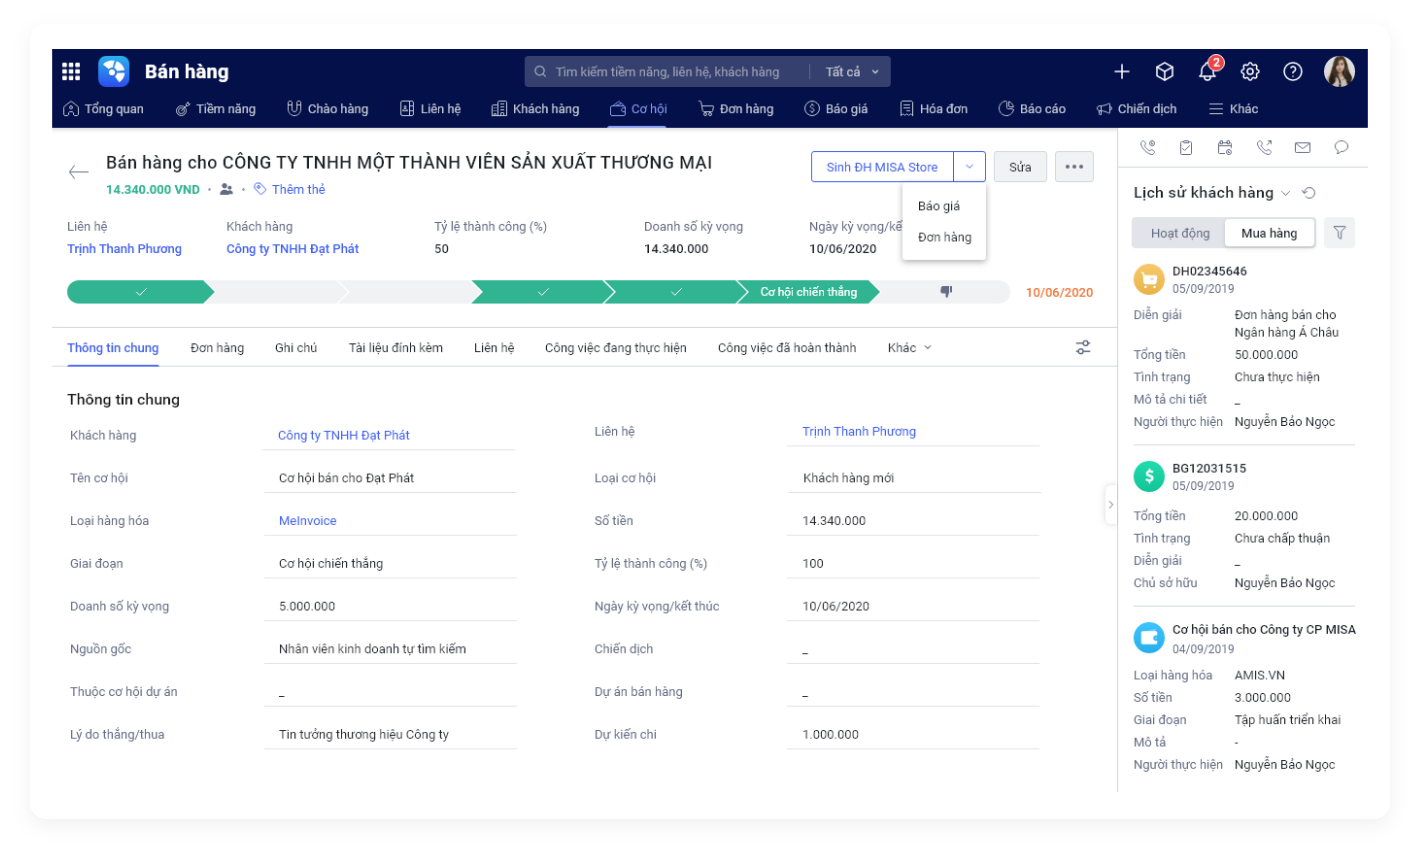 Bán hàng
Tìm kiếm tiềm năng, liên hệ, khách hàng
Tất cả
2
Tổng quan
Tiềm năng
Chào hàng
Liên hệ
Khách hàng
Cơ hội
Đơn hàng
Báo giá
Hóa đơn
Báo cáo
Chiến dịch
Khác
Bán hàng cho CÔNG TY TNHH MỘT THÀNH VIÊN SẢN XUẤT THƯƠNG MẠI
14.340.000 VND
Thêm thẻ
Sinh ĐH MISA Store
Sửa
Báo giá
Đơn hàng
Liên hệ
Trịnh Thanh Phương
Khách hàng
Công ty TNHH Đạt Phát
Tỷ lệ thành công (%)
50
Doanh số kỳ vọng
14.340.000
Ngày kỳ vọng/kế
10/06/2020
Cơ hội chiến thắng
10/06/2020
Thông tin chung
Đơn hàng
Ghi chú
Tài liệu đính kèm
Liên hệ
Công việc đang thực hiện
Công việc đã hoàn thành
Khác
Thông tin chung
Khách hàng
Công ty TNHH Đạt Phát
Liên hệ
Trịnh Thanh Phương
Tên cơ hội
Cơ hội bán cho Đạt Phát
Loại cơ hội
Khách hàng mới
Loại hàng hóa
MeInvoice
Số tiền
14.340.000
Giai đoạn
Cơ hội chiến thắng
Tỷ lệ thành công (%)
100
Doanh số kỳ vọng
5.000.000
Ngày kỳ vọng/kết thúc
10/06/2020
Nguồn gốc
Nhân viên kinh doanh tự tìm kiếm
Chiến dịch
_
Thuộc cơ hội dự án
_
Dự án bán hàng
_
Lý do thắng/thua
Tin tưởng thương hiệu Công ty
Dự kiến chi
1.000.000
Lịch sử khách hàng
Hoạt động
Mua hàng
DH02345646
05/09/2019
Diễn giải
Đơn hàng bán cho
Ngân hàng Á Châu
Tổng tiền
50.000.000
Tình trạng
Chưa thực hiện
Mô tả chi tiết
_
Người thực hiện
Nguyễn Bảo Ngọc
BG12031515
05/09/2019
Tổng tiền
20.000.000
Tình trạng
Chưa chấp thuận
Diễn giải
_
Chủ sở hữu
Nguyễn Bảo Ngọc
Cơ hội bán cho Công ty CP MISA
04/09/2019
Loại hàng hóa
AMIS.VN
Số tiền
3.000.000
Giai đoạn
Tập huấn triển khai
Mô tả
-
Người thực hiện
Nguyễn Bảo Ngọc